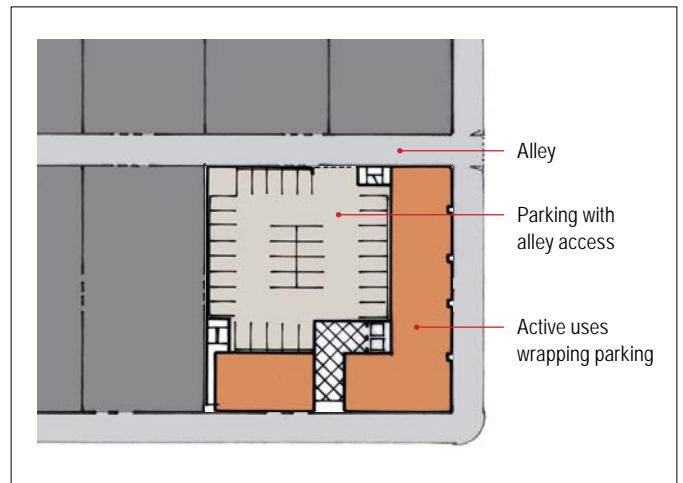 Alley
Parking with
alley access
Active uses
wrapping parking